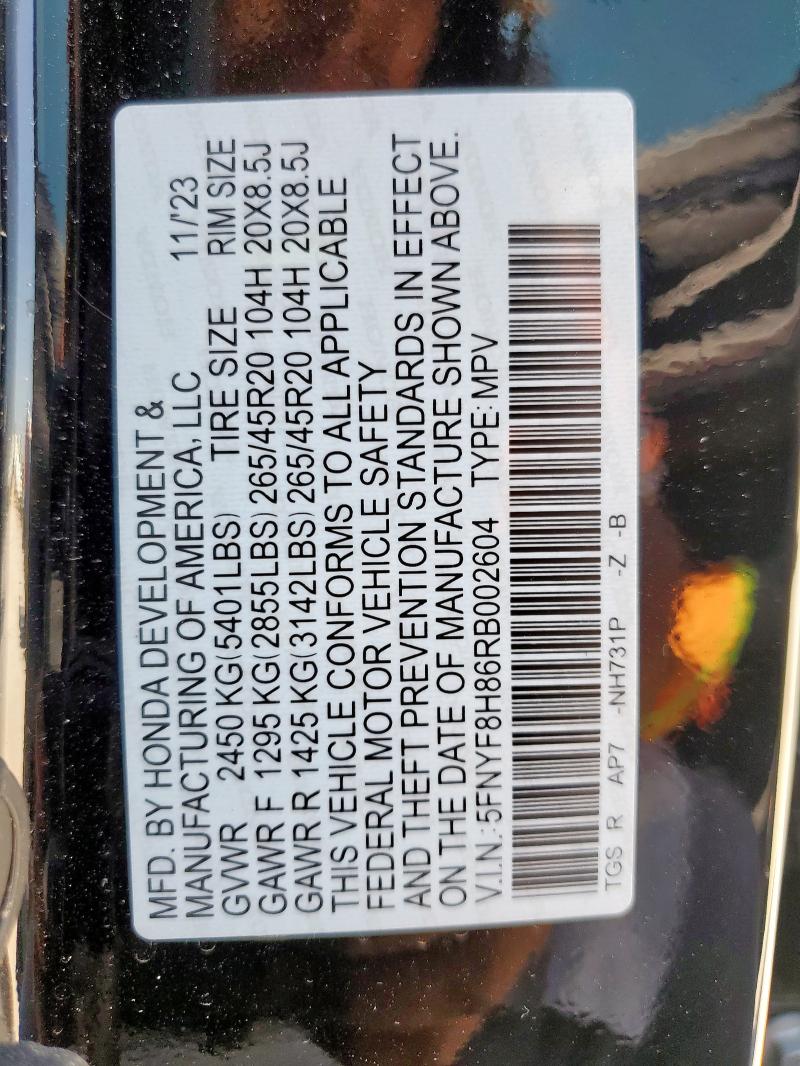 MFD. BY HONDA DEVELOPMENT &
MANUFACTURING OF AMERICA, LLC 11/'23
GVWR 2450 KG(5401LBS) TIRE SIZE RIM SIZE
GAWR F 1295 KG(2855LBS) 265/45R20 104H 20X8.5J
GAWR R 1425 KG(3142LBS) 265/45R20 104H 20X8.5J
THIS VEHICLE CONFORMS TO ALL APPLICABLE
FEDERAL MOTOR VEHICLE SAFETY
AND THEFT PREVENTION STANDARDS IN EFFECT
ON THE DATE OF MANUFACTURE SHOWN ABOVE.
V.I.N.:5FNYF8H86RB002604 TYPE: MPV
TGS R AP7 -NH731P -Z -B